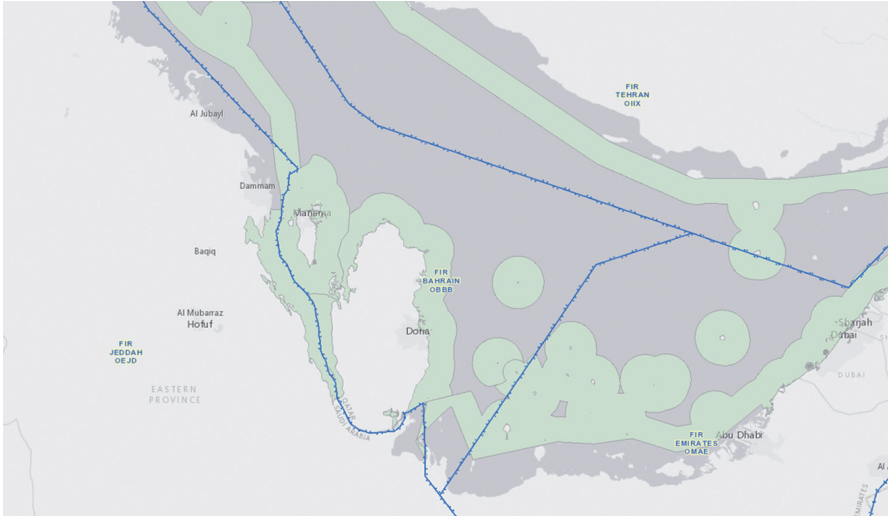 FIR
TEHRAN
OIIX
Al Jubayl
Dammam
Manama
Baqiq
FIR
BAHRAIN
OBBB
Al Mubarraz
Hofuf
Doha
Sharjah
Dubai
FIR
JEDDAH
OEJD
DUBAI
EASTERN
PROVINCE
QATAR
SAUDI ARABIA
FIR
EMIRATES
OMAE
Abu Dhabi
EMIRATES